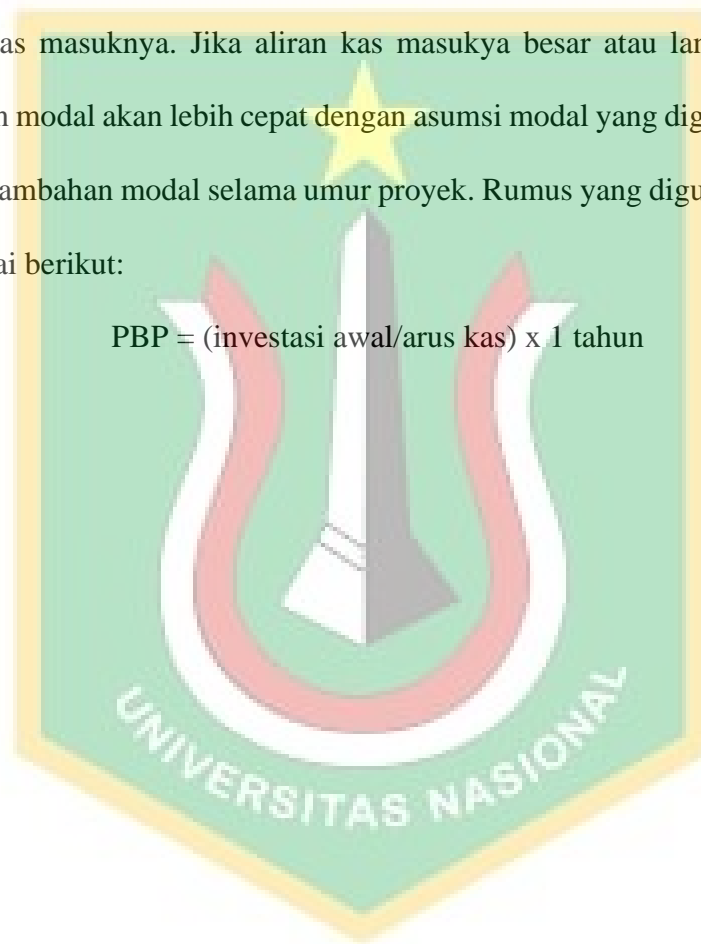 as masuknya. Jika aliran kas masukya besar atau lan
modal akan lebih cepat dengan asumsi modal yang dig
ambahan modal selama umur proyek. Rumus yang digu
ai berikut:
PBP = (investasi awal/arus kas) x 1 tahun
UNIVERSITAS NASIONAL